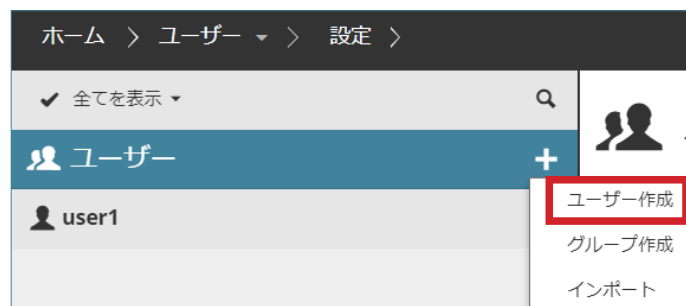 ホーム 〉 ユーザー ▾ 〉 設定 〉
✔ 全てを表示 ▾
ユーザー +
ユーザー作成
user1
グループ作成
インポート